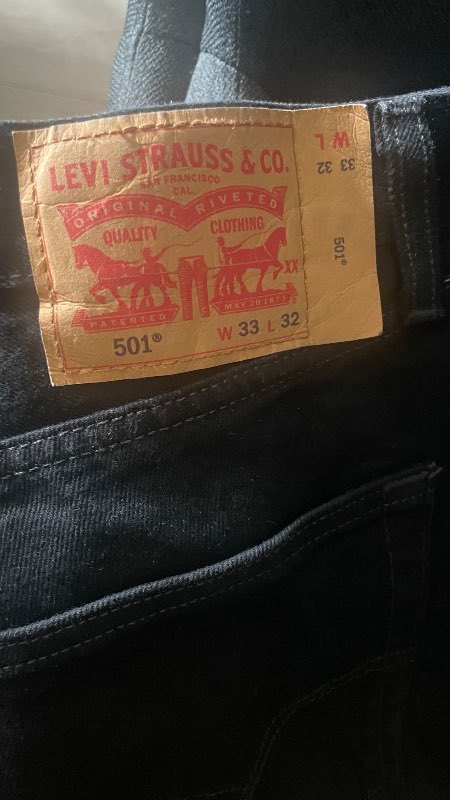 LEVI STRAUSS & CO.
SAN FRANCISCO
CAL.
ORIGINAL RIVETED
QUALITY CLOTHING
XX
PATENTED MAY 20 1873
501® W 33 L 32
W L
33 32
501®